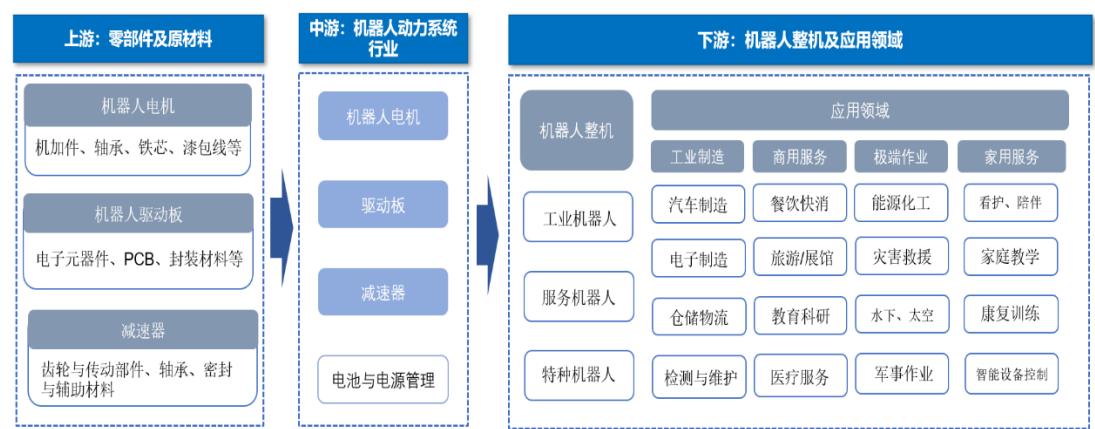 上游：零部件及原材料
机器人电机
机加件、轴承、铁芯、漆包线等
机器人驱动板
电子元器件、PCB、封装材料等
减速器
齿轮与传动部件、轴承、密封
与辅助材料
中游：机器人动力系统
行业
机器人电机
驱动板
减速器
电池与电源管理
下游：机器人整机及应用领域
机器人整机
工业机器人
服务机器人
特种机器人
应用领域
工业制造 商用服务 极端作业 家用服务
汽车制造 餐饮快消 能源化工 看护、陪伴
电子制造 旅游/展馆 灾害救援 家庭教学
仓储物流 教育科研 水下、太空 康复训练
检测与维护 医疗服务 军事作业 智能设备控制